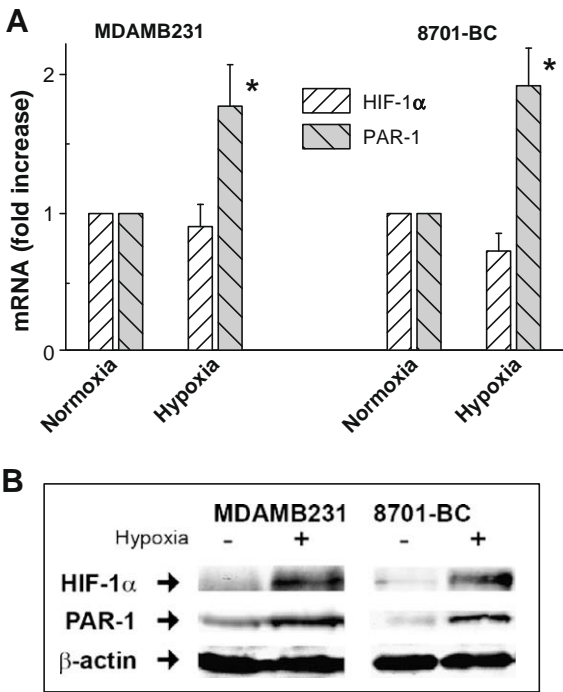 A
MDAMB231
8701-BC
mRNA (fold increase)
2
1
0
HIF-1α
PAR-1
*
*
Normoxia
Hypoxia
Normoxia
Hypoxia
B
MDAMB231 8701-BC
Hypoxia - + - +
HIF-1α →
PAR-1 →
β-actin →